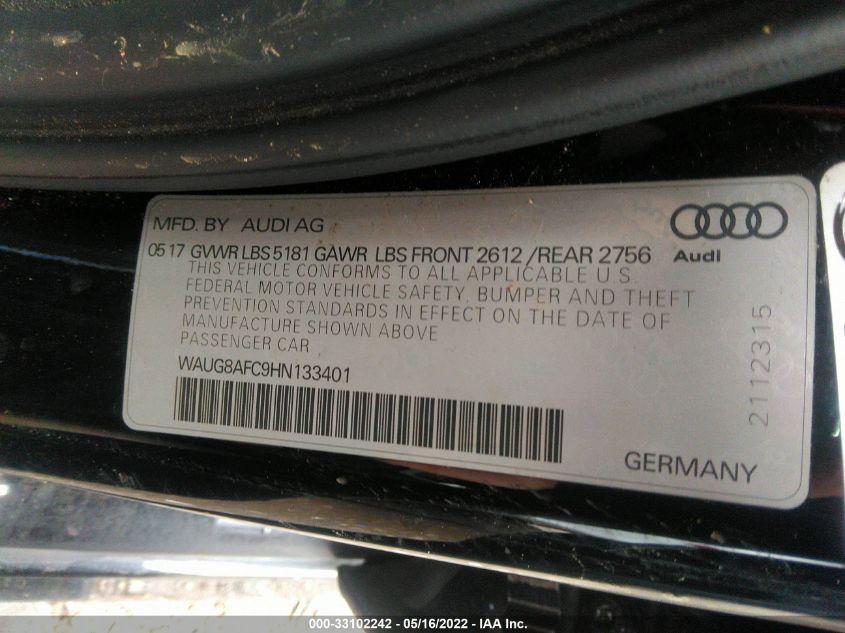 MFD. BY AUDI AG
05 17 GVWR LBS 5181 GAWR LBS FRONT 2612 /REAR 2756
THIS VEHICLE CONFORMS TO ALL APPLICABLE U.S.
FEDERAL MOTOR VEHICLE SAFETY, BUMPER AND THEFT
PREVENTION STANDARDS IN EFFECT ON THE DATE OF
MANUFACTURE SHOWN ABOVE
PASSENGER CAR
WAUG8AFC9HN133401
Audi
2112315
GERMANY
000-33102242 - 05/16/2022 - IAA Inc.